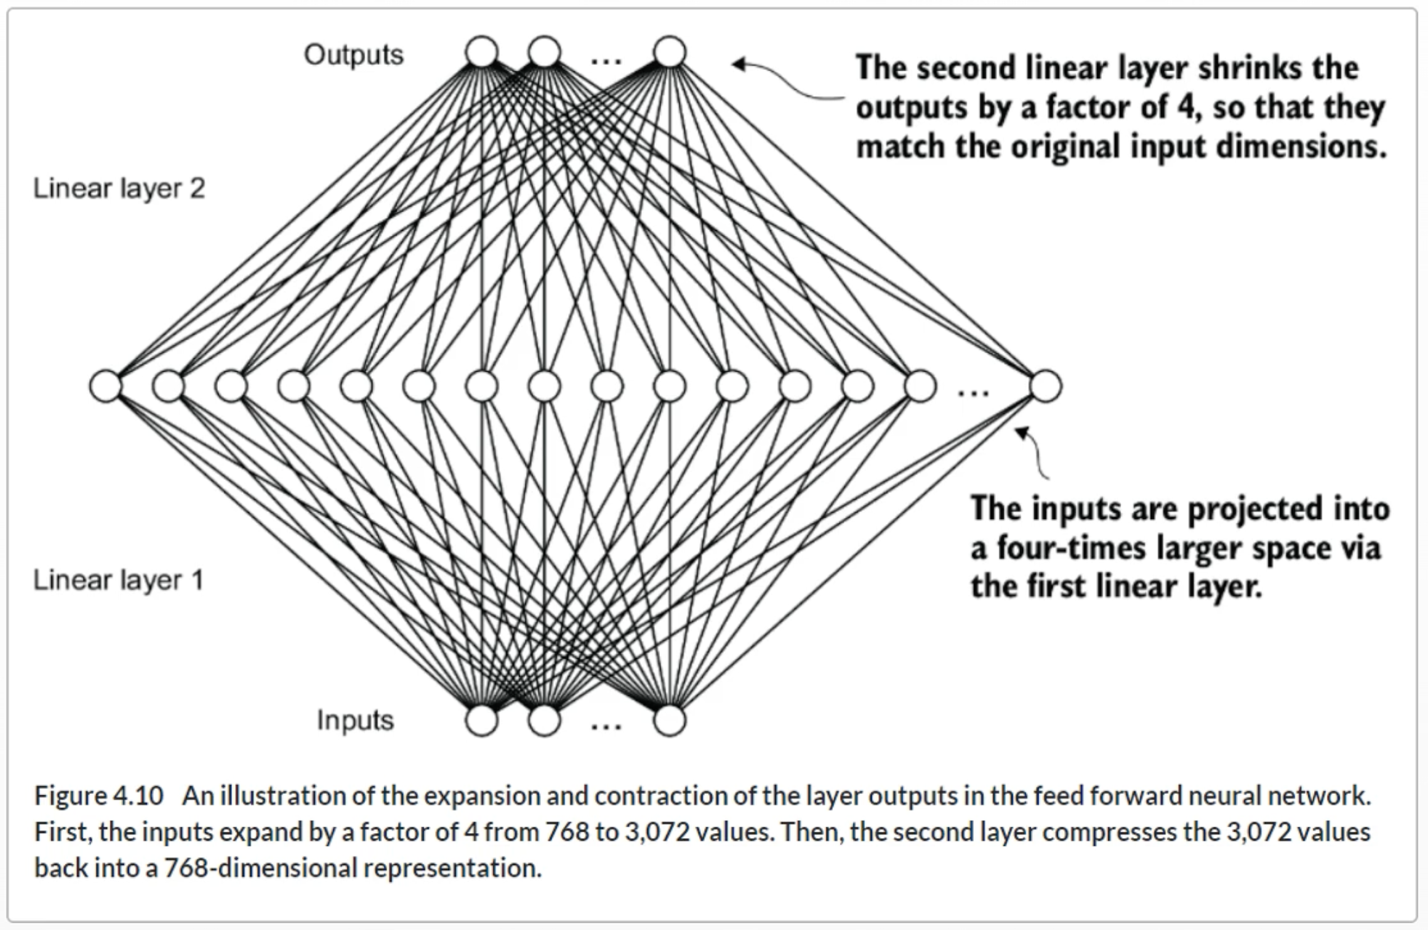 Outputs
...
The second linear layer shrinks the
outputs by a factor of 4, so that they
match the original input dimensions.
Linear layer 2
...
The inputs are projected into
a four-times larger space via
the first linear layer.
Linear layer 1
Inputs
...
Figure 4.10 An illustration of the expansion and contraction of the layer outputs in the feed forward neural network.
First, the inputs expand by a factor of 4 from 768 to 3,072 values. Then, the second layer compresses the 3,072 values
back into a 768-dimensional representation.